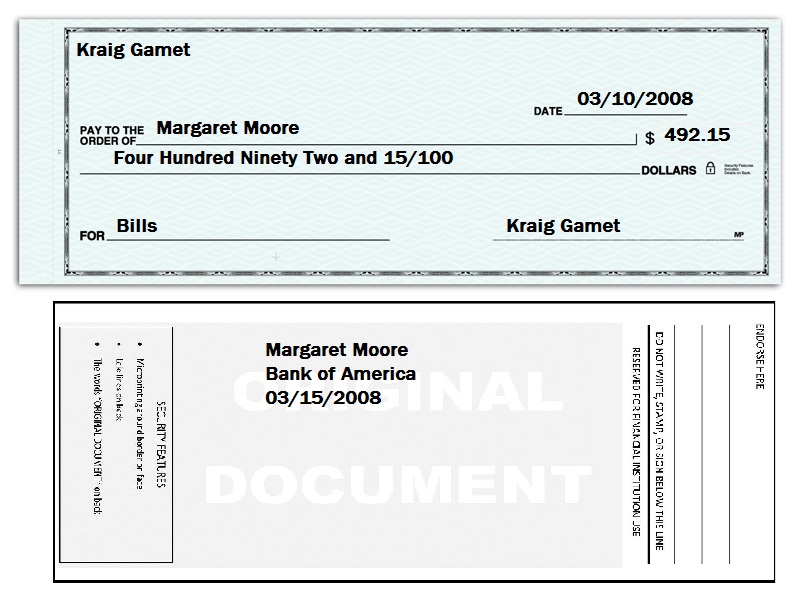 Kraig Gamet
DATE 03/10/2008
PAY TO THE
ORDER OF Margaret Moore $ 492.15
Four Hundred Ninety Two and 15/100 DOLLARS
Security Features
Included.
Details on Back.
FOR Bills Kraig Gamet MP
Margaret Moore
Bank of America
03/15/2008
ORIGINAL
DOCUMENT
SECURITY FEATURES
• Microprinting around border on face
• on back
• The words "ORIGINAL DOCUMENT" on back
ENDORSE HERE
DO NOT WRITE, STAMP, OR SIGN BELOW THIS LINE
RESERVED FOR FINANCIAL INSTITUTION USE